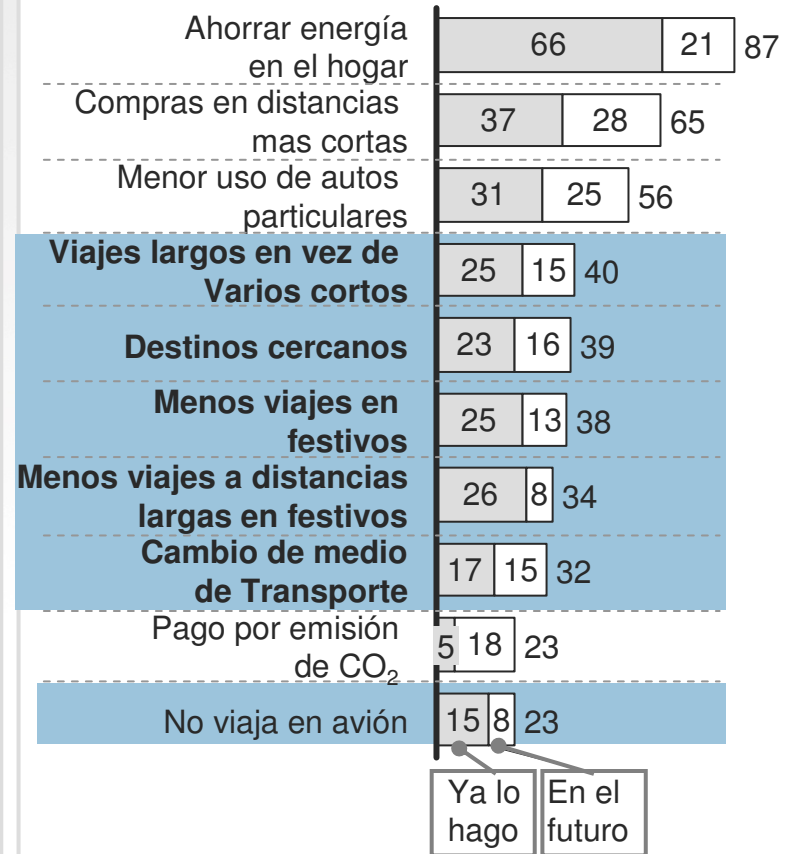 Ahorrar energía
en el hogar
66 21 87
Compras en distancias
mas cortas
37 28 65
Menor uso de autos
particulares
31 25 56
Viajes largos en vez de
Varios cortos
25 15 40
Destinos cercanos
23 16 39
Menos viajes en
festivos
25 13 38
Menos viajes a distancias
largas en festivos
26 8 34
Cambio de medio
de Transporte
17 15 32
Pago por emisión
de CO₂
5 18 23
No viaja en avión
15 8 23
Ya lo
hago
En el
futuro